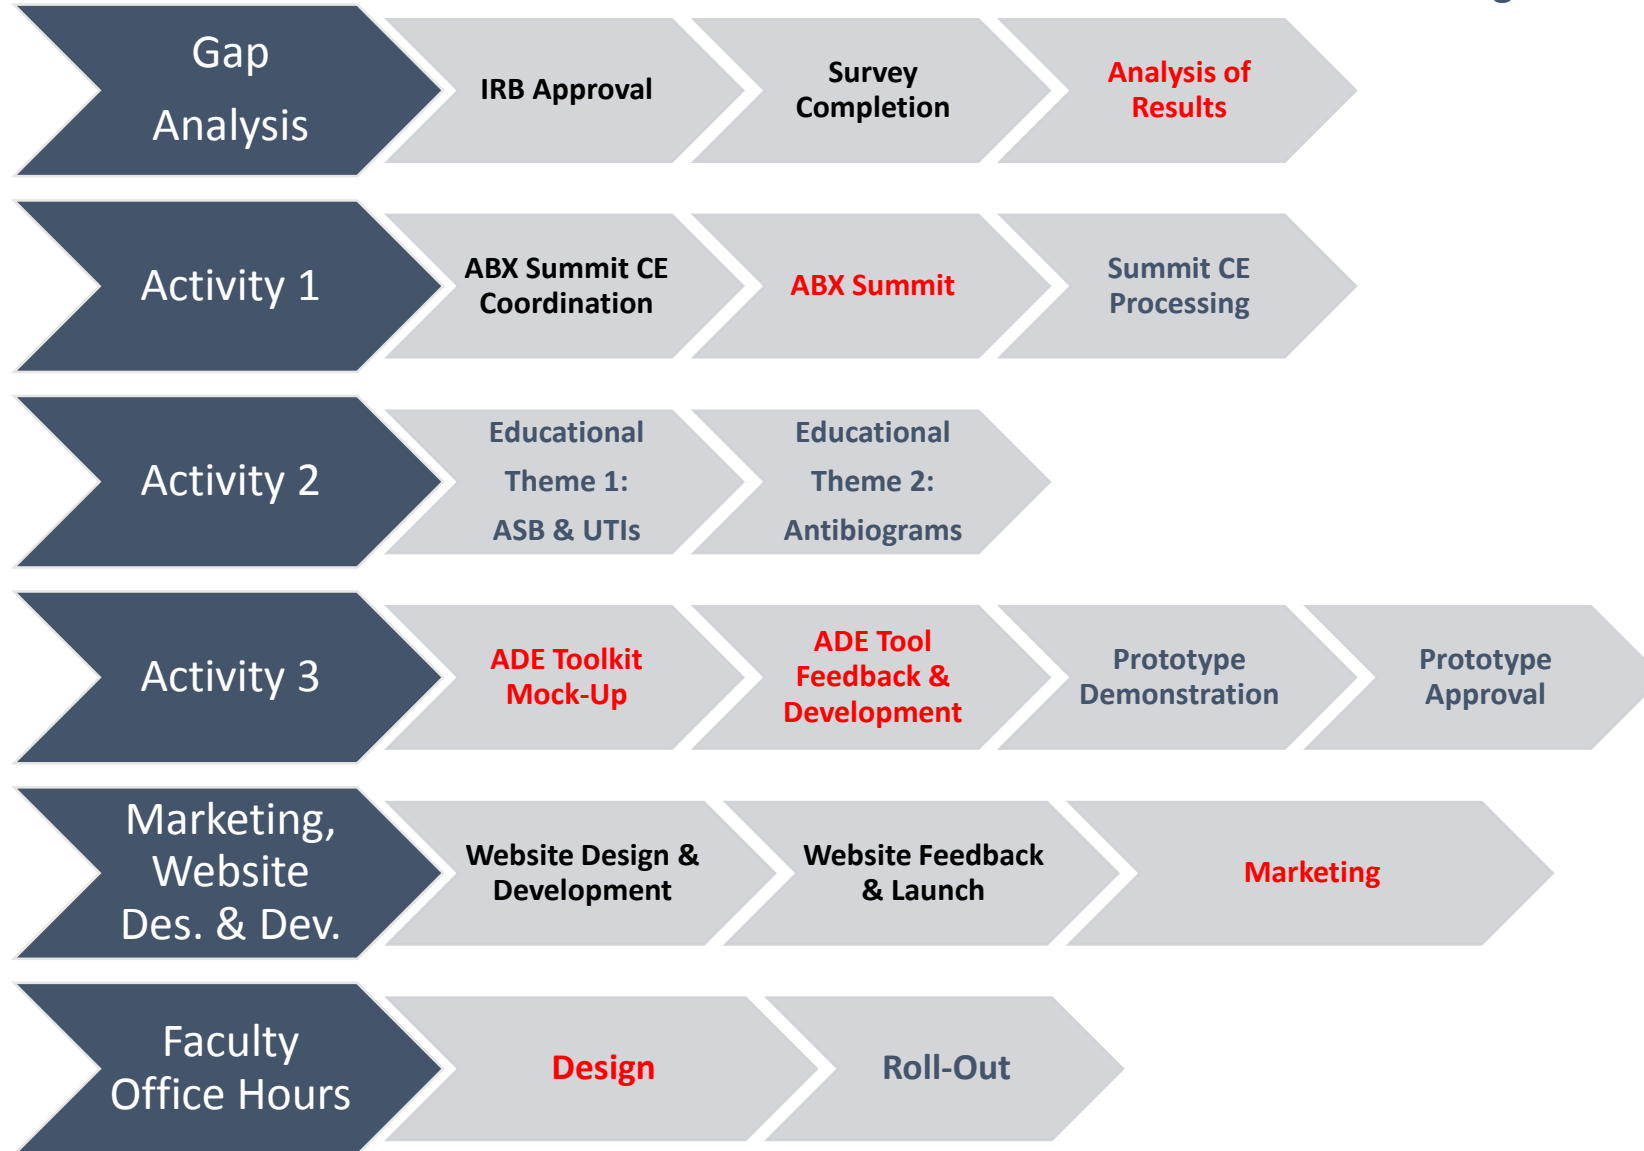 Gap
Analysis
IRB Approval
Survey
Completion
Analysis of
Results
Activity 1
ABX Summit CE
Coordination
ABX Summit
Summit CE
Processing
Activity 2
Educational
Theme 1:
ASB & UTIs
Educational
Theme 2:
Antibiograms
Activity 3
ADE Toolkit
Mock-Up
ADE Tool
Feedback &
Development
Prototype
Demonstration
Prototype
Approval
Marketing,
Website
Des. & Dev.
Website Design &
Development
Website Feedback
& Launch
Marketing
Faculty
Office Hours
Design
Roll-Out